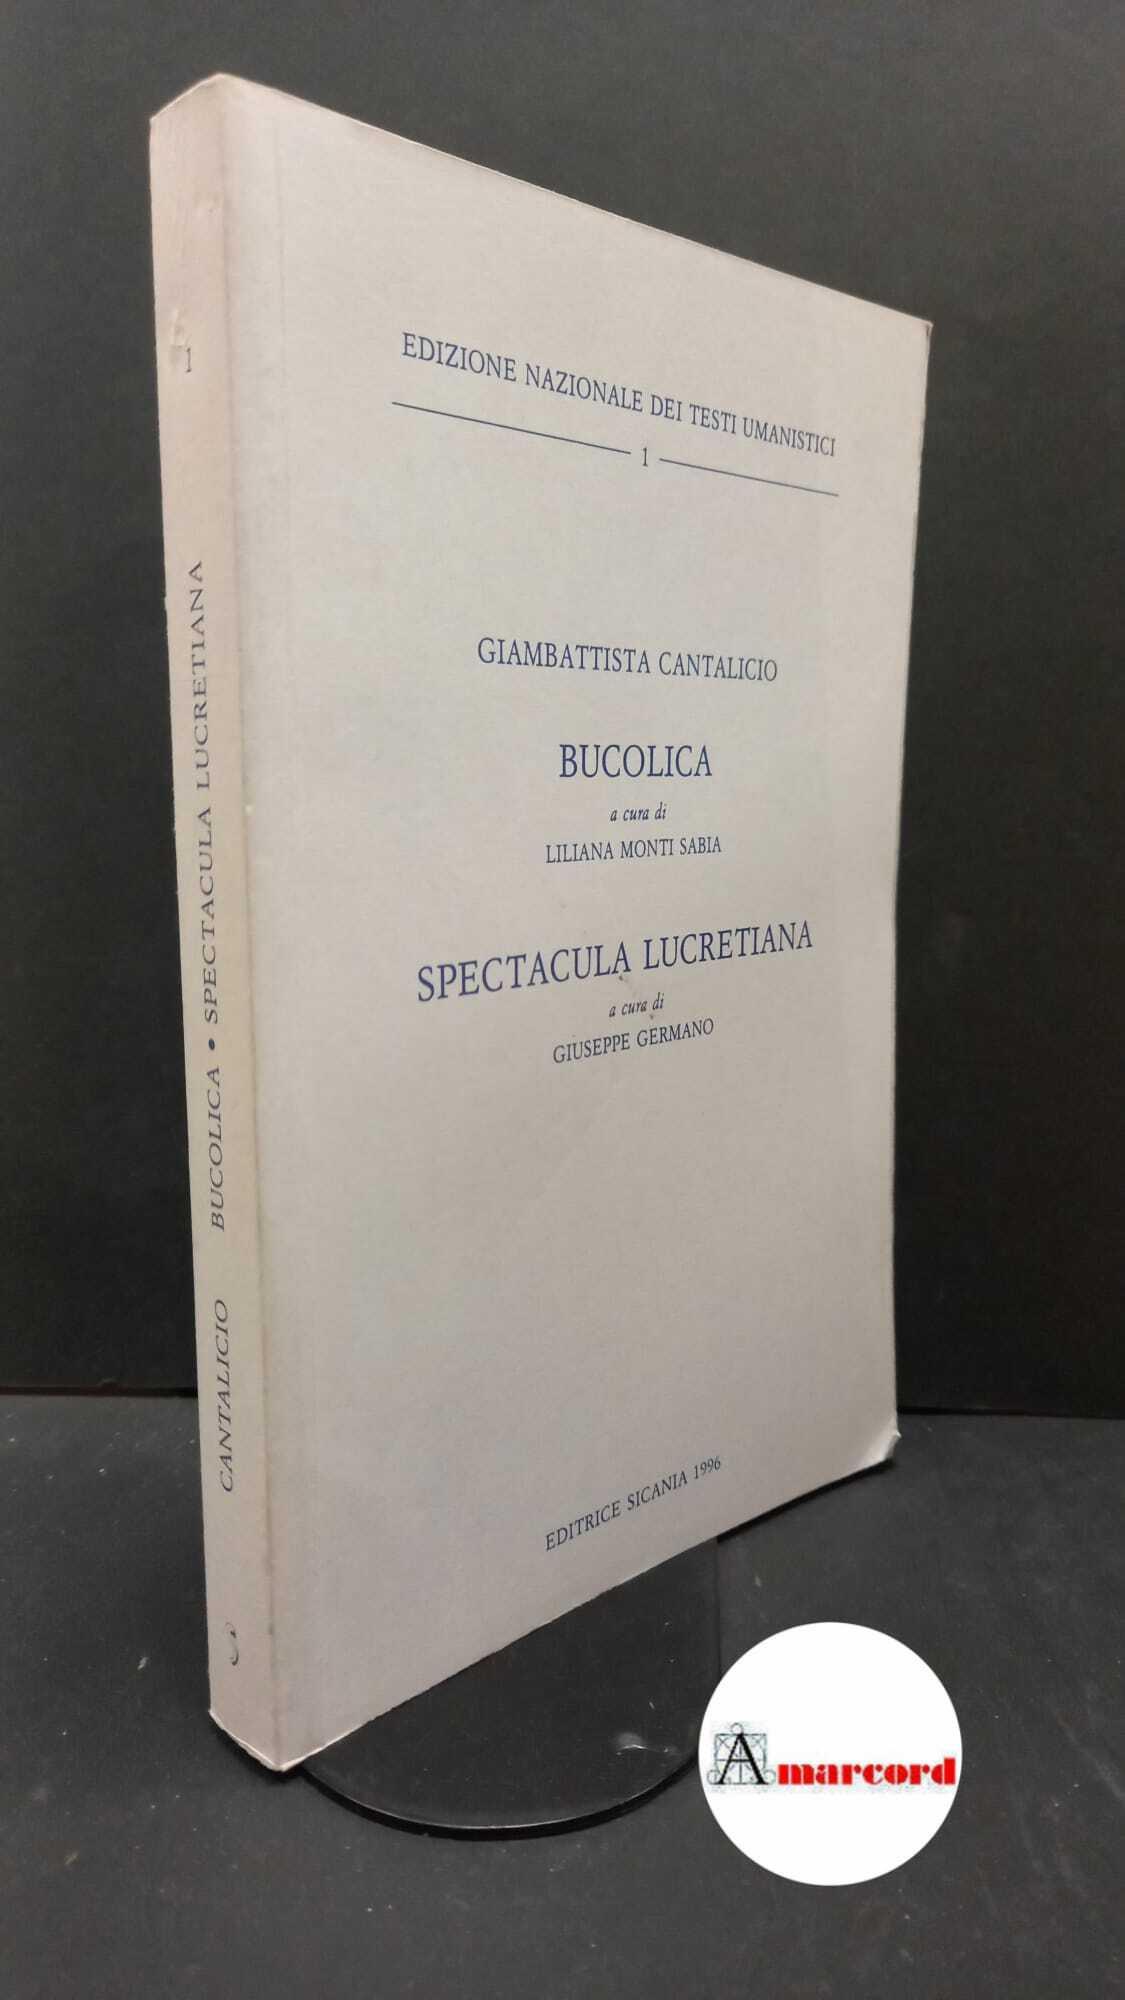 EDIZIONE NAZIONALE DEI TESTI UMANISTICI
1
GIAMBATTISTA CANTALICIO
BUCOLICA
a cura di
LILIANA MONTI SABIA
SPECTACULA LUCRETIANA
a cura di
GIUSEPPE GERMANO
EDITRICE SICANIA 1996
1
CANTALICIO BUCOLICA • SPECTACULA LUCRETIANA
Amarcord